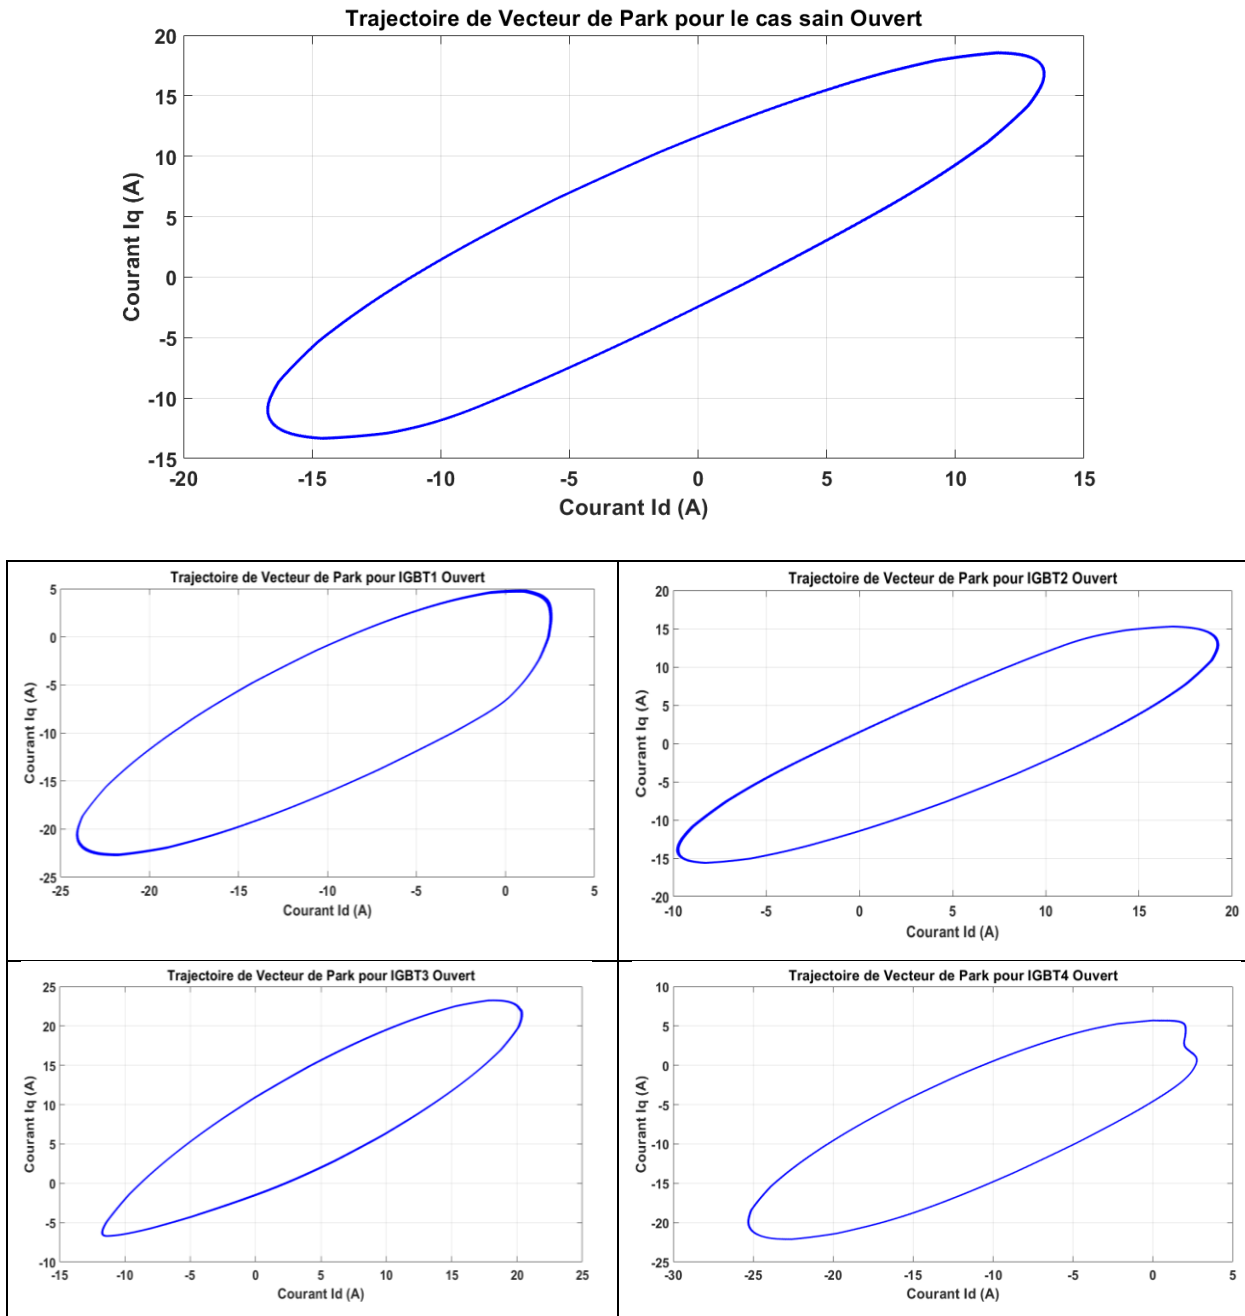 Trajectoire de Vecteur de Park pour le cas sain Ouvert
20
15
10
5
0
-5
-10
-15
Courant Iq (A)
-20 -15 -10 -5 0 5 10 15
Courant Id (A)
Trajectoire de Vecteur de Park pour IGBT1 Ouvert
5
0
-5
-10
-15
-20
-25
Courant Iq (A)
-25 -20 -15 -10 -5 0 5
Courant Id (A)
Trajectoire de Vecteur de Park pour IGBT2 Ouvert
20
15
10
5
0
-5
-10
-15
-20
Courant Iq (A)
-10 -5 0 5 10 15 20
Courant Id (A)
Trajectoire de Vecteur de Park pour IGBT3 Ouvert
25
20
15
10
5
0
-5
-10
Courant Iq (A)
-15 -10 -5 0 5 10 15 20 25
Courant Id (A)
Trajectoire de Vecteur de Park pour IGBT4 Ouvert
10
5
0
-5
-10
-15
-20
-25
Courant Iq (A)
-30 -25 -20 -15 -10 -5 0 5
Courant Id (A)